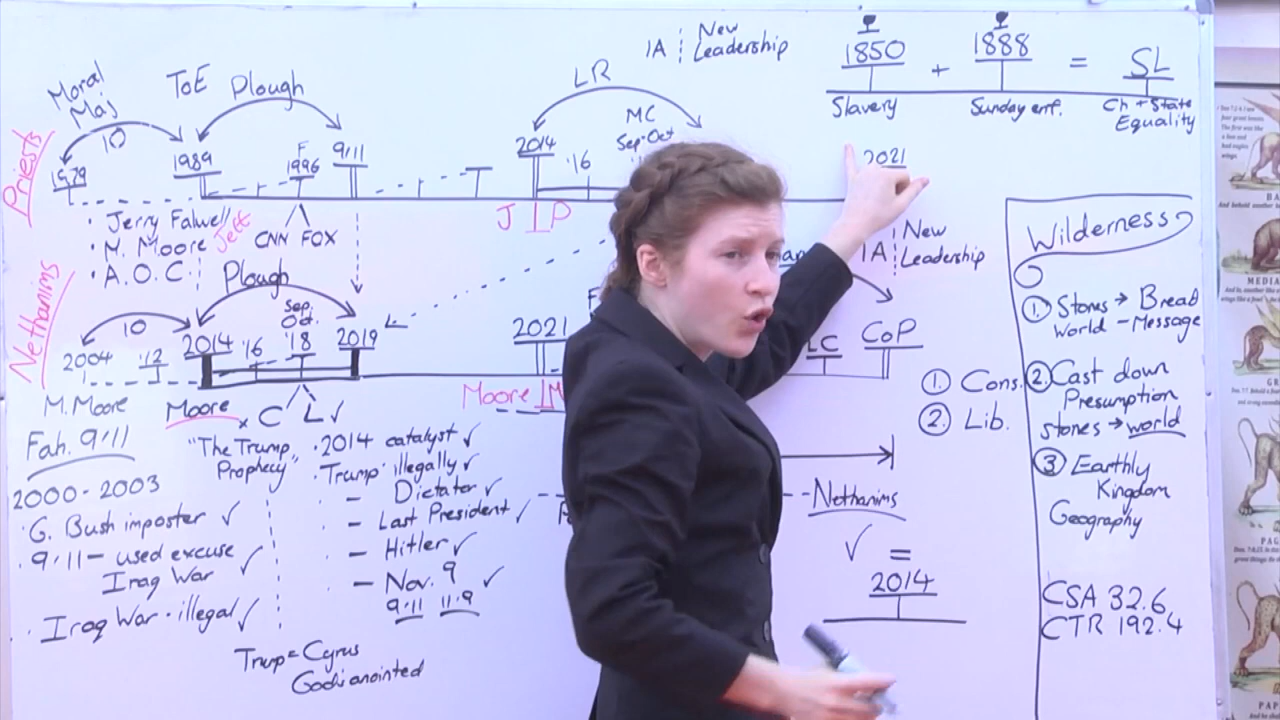 1A New Leadership
1850 + 1888 = SL
Slavery Sunday enf. Ch + State Equality
Moral Maj
ToE Plough
LR
MC
Sep·Oct
10
Priests
1979 1989 F 1996 9/11
2014 '16
2021
J P
• Jerry Falwell Jeff
• M. Moore
• A.O.C.
CNN FOX
1A New Leadership
Nethanims
Plough
10
Sep. Oct.
2004 '12 2014 '16 '18 2019
2021
LC CoP
M. Moore
Moore × C L ✓
Moore
① Cons.
② Lib.
Fah. 9/11
2000-2003
· G. Bush imposter ✓
· 9/11 - used excuse Iraq War ✓
· Iraq War · illegal ✓
"The Trump Prophecy"
· 2014 catalyst ✓
· Trump · illegally ✓
- Dictator ✓
- Last President ✓
- Hitler ✓
- Nov. 9 ✓
9·11 11·9
Trump = Cyrus
God's anointed
Nethanims
✓ =
2014
Wilderness
① Stones → Bread
World - Message
② Cast down
Presumption
stones → world
③ Earthly
Kingdom
Geography
CSA 32.6
CTR 192.4